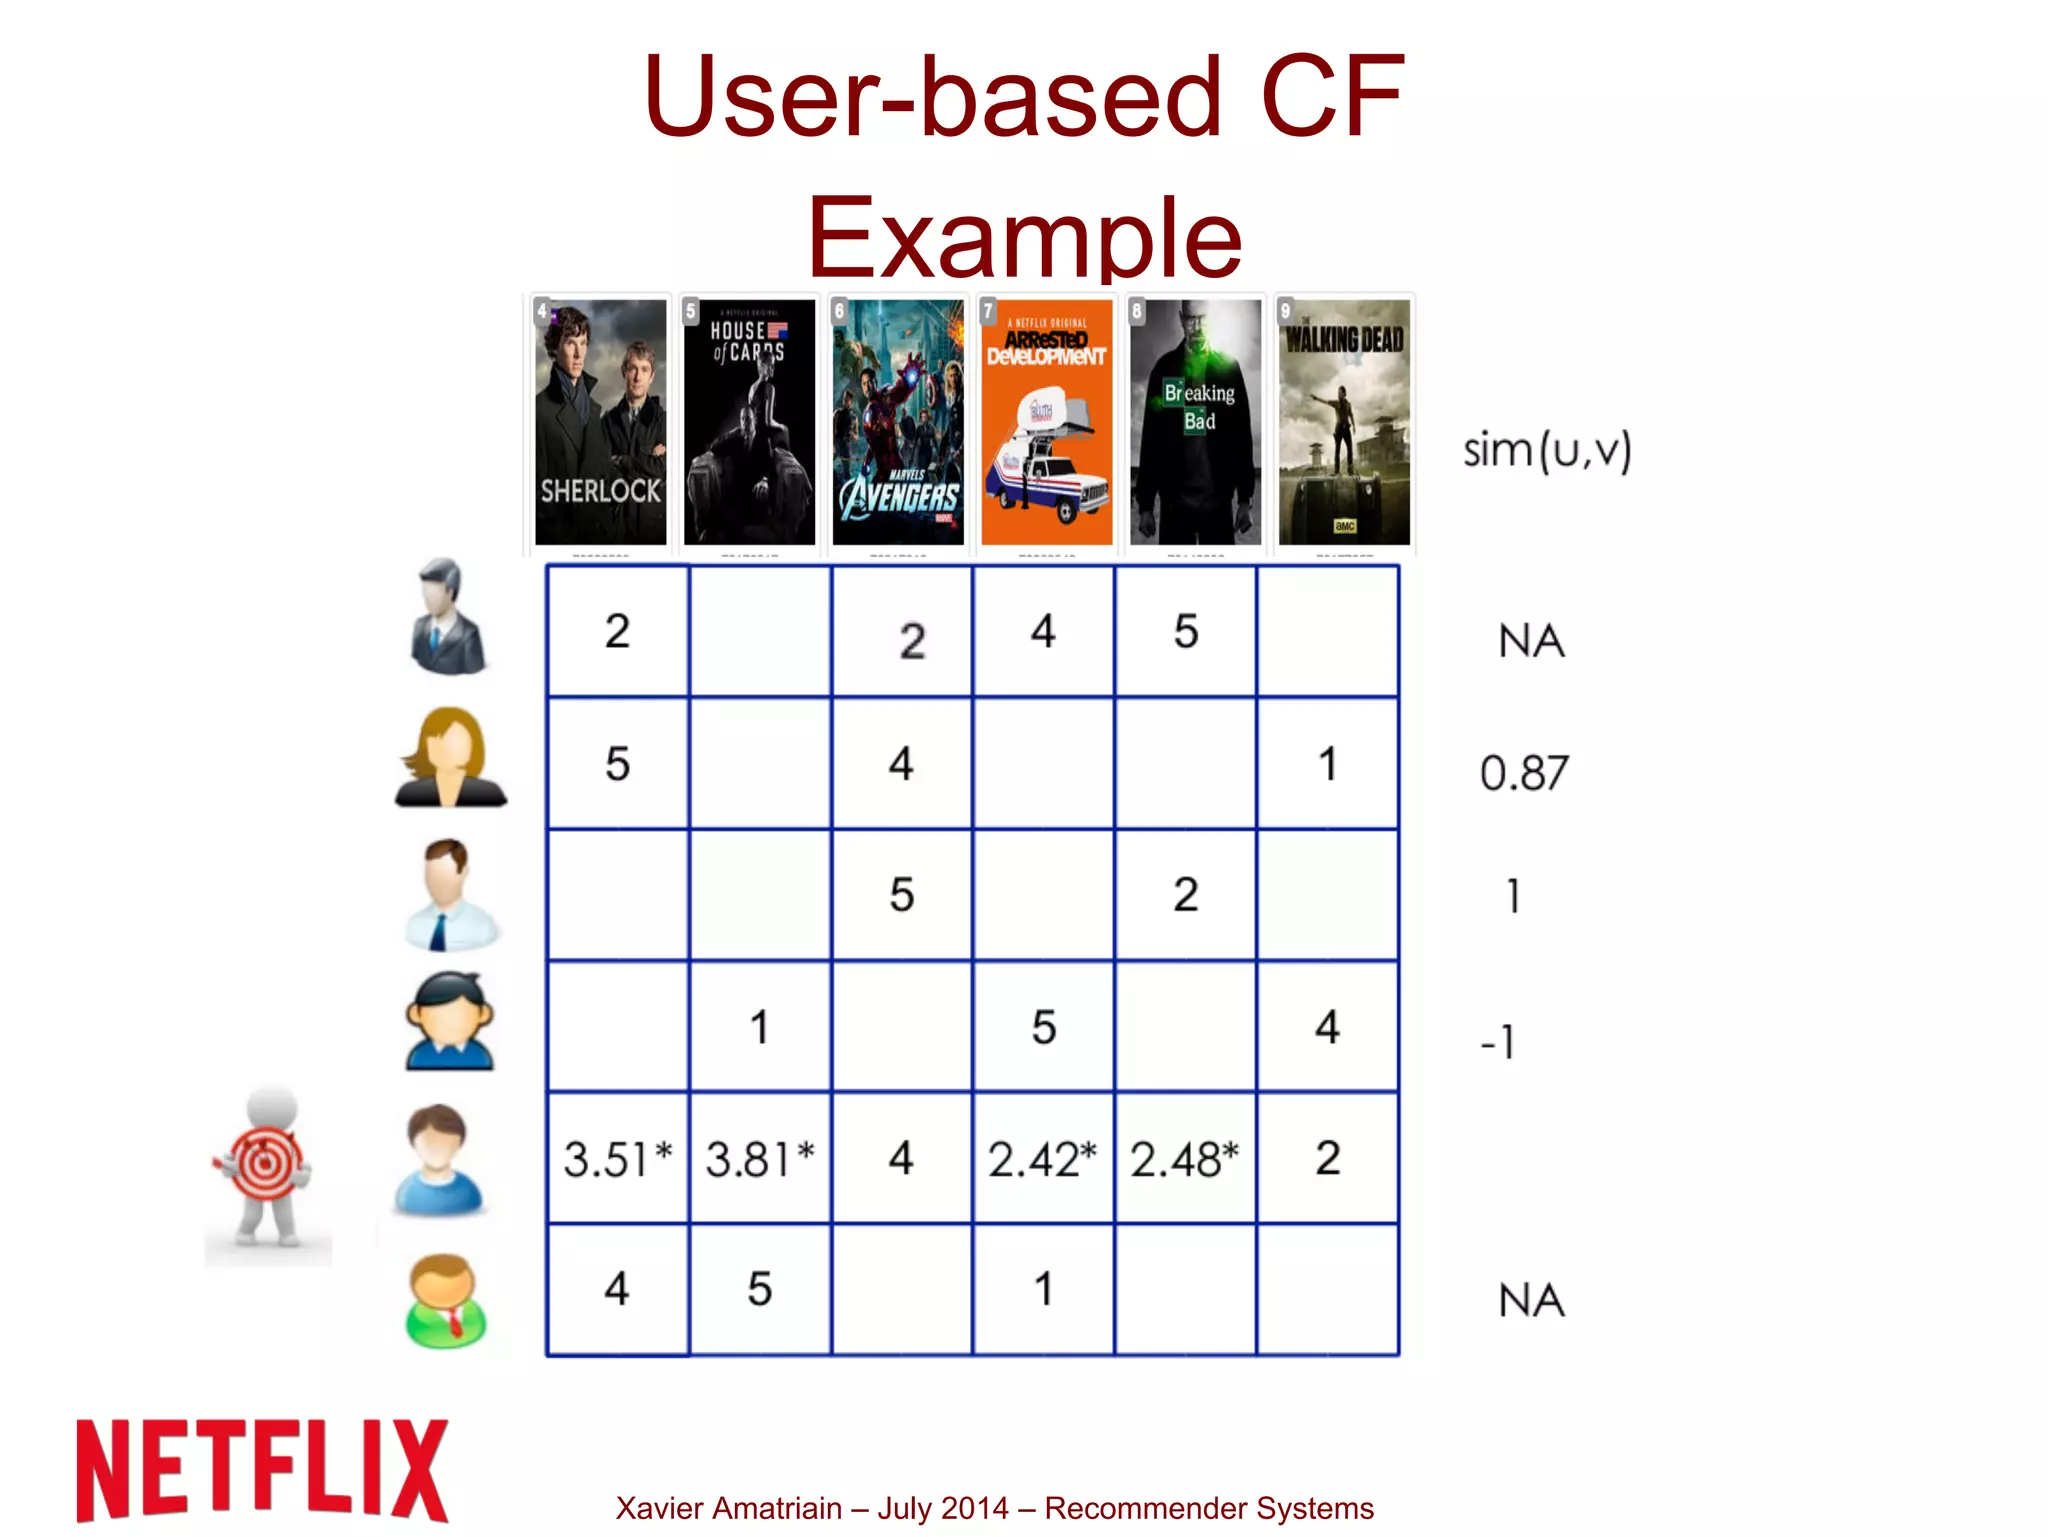 User-based CF
Example
4 5 6 7 8 9
SHERLOCK
A NETFLIX ORIGINAL
HOUSE
of CARDS
MARVELS
AVENGERS
A NETFLIX ORIGINAL
ARReSTeD
DeVeLOPMeNT
Breaking
Bad
THE
WALKING DEAD
aMC
sim(u,v)
2 2 4 5 NA
5 4 1 0.87
5 2 1
1 5 4 -1
3.51* 3.81* 4 2.42* 2.48* 2
4 5 1 NA
NETFLIX
Xavier Amatriain – July 2014 – Recommender Systems